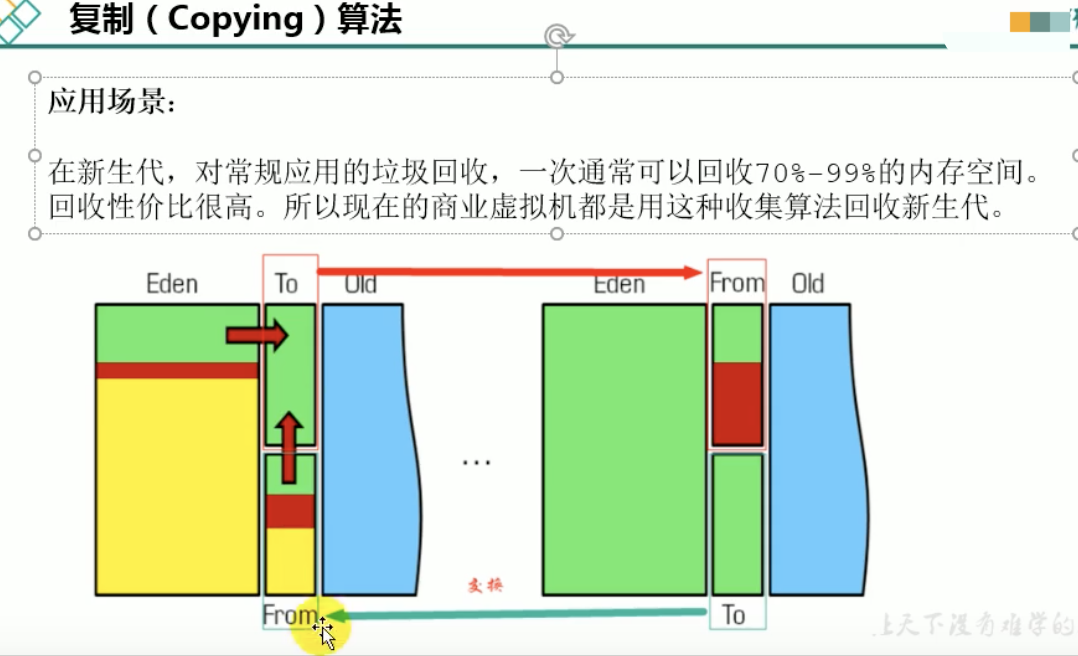 复制（Copying）算法
应用场景：
在新生代，对常规应用的垃圾回收，一次通常可以回收70%-99%的内存空间。
回收性价比很高。所以现在的商业虚拟机都是用这种收集算法回收新生代。
Eden To Old Eden From Old
...
交换
From To
天下没有难学的